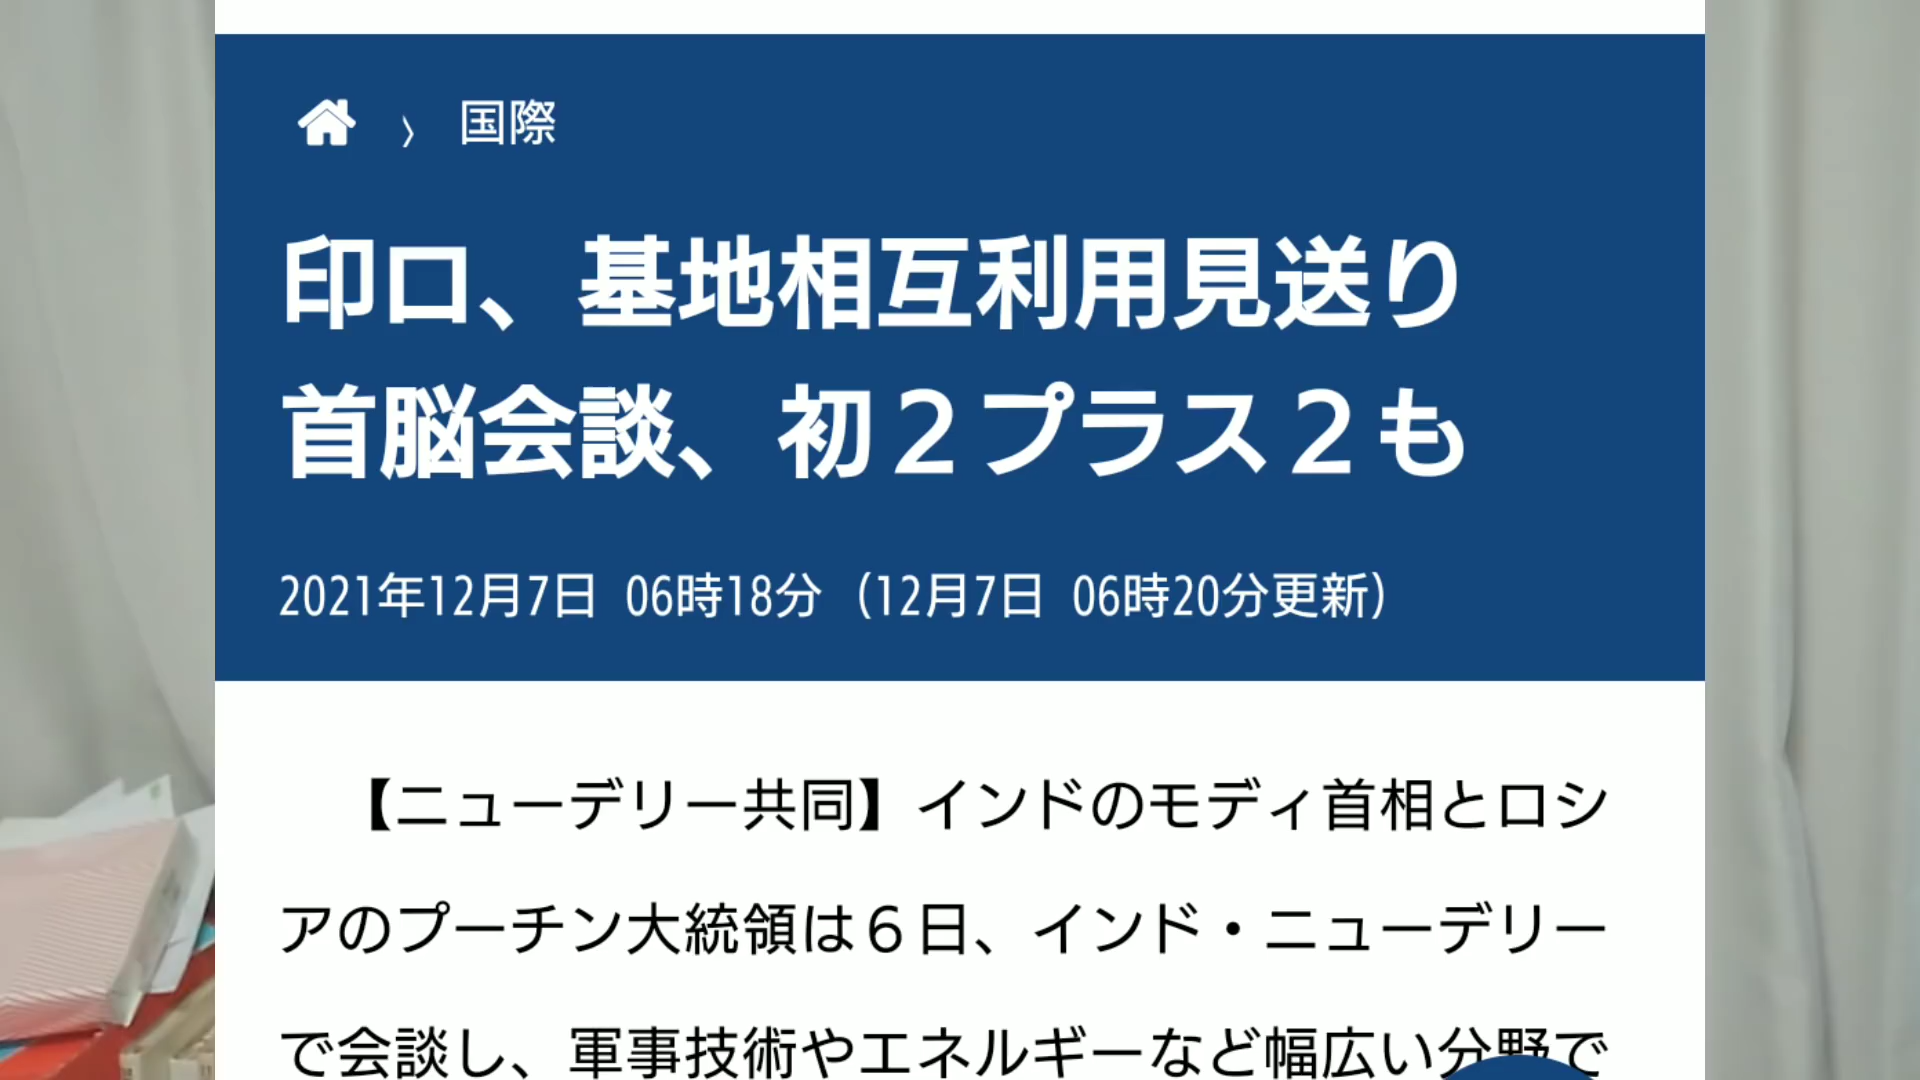 〉 国際
印ロ、基地相互利用見送り
首脳会談、初２プラス２も
2021年12月7日 06時18分 (12月7日 06時20分更新)
【ニューデリー共同】インドのモディ首相とロシ
アのプーチン大統領は６日、インド・ニューデリー
で会談し、軍事技術やエネルギーなど幅広い分野で